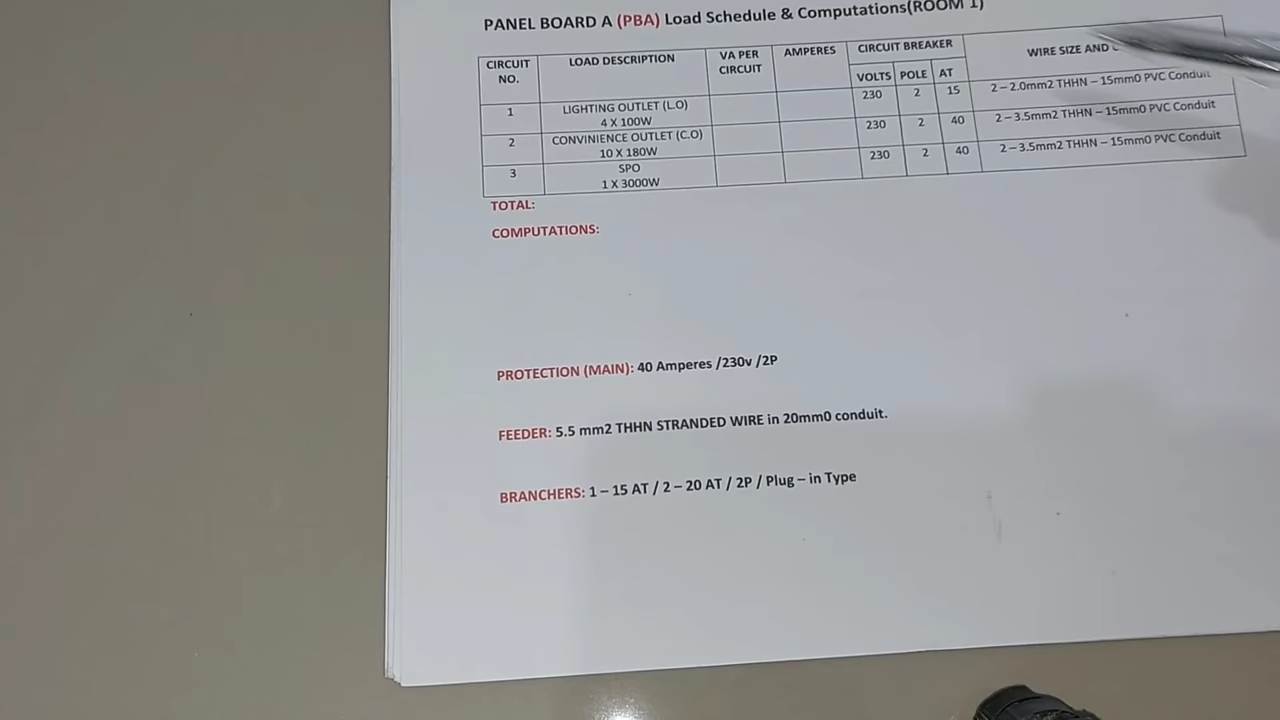 PANEL BOARD A (PBA) Load Schedule & Computations(ROOM 1)
CIRCUIT NO. LOAD DESCRIPTION VA PER CIRCUIT AMPERES CIRCUIT BREAKER WIRE SIZE AND
VOLTS POLE AT
1 LIGHTING OUTLET (L.O) 230 2 15 2 – 2.0mm2 THHN – 15mm0 PVC Conduit
4 X 100W
2 CONVINIENCE OUTLET (C.O) 230 2 40 2 – 3.5mm2 THHN – 15mm0 PVC Conduit
10 X 180W
3 SPO 230 2 40 2 – 3.5mm2 THHN – 15mm0 PVC Conduit
1 X 3000W
TOTAL:
COMPUTATIONS:
PROTECTION (MAIN): 40 Amperes /230v /2P
FEEDER: 5.5 mm2 THHN STRANDED WIRE in 20mm0 conduit.
BRANCHERS: 1 – 15 AT / 2 – 20 AT / 2P / Plug – in Type